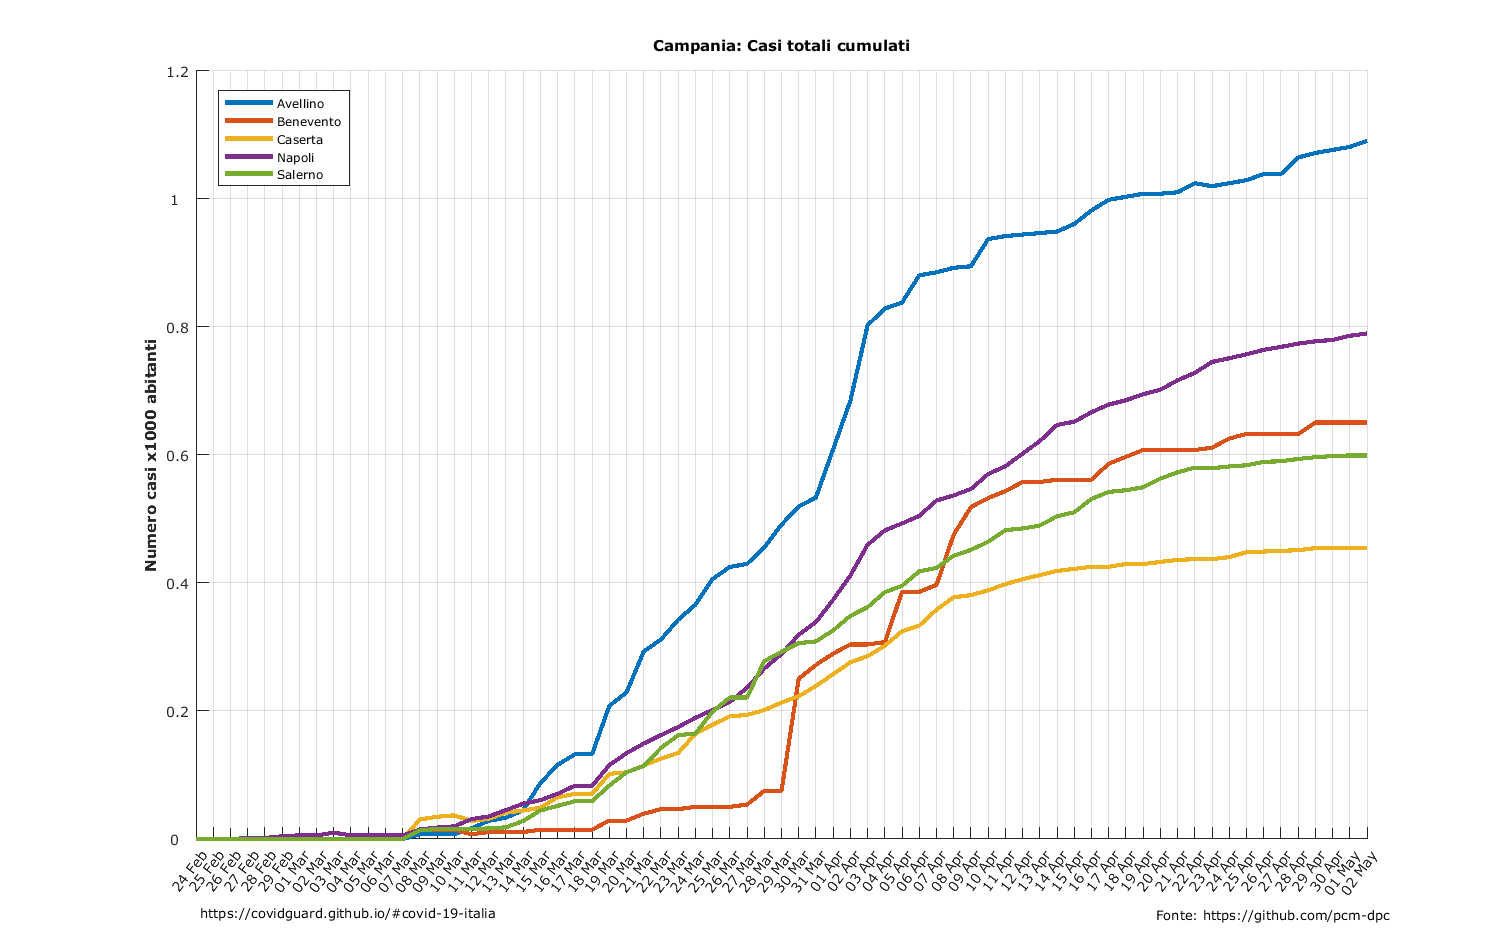 Campania: Casi totali cumulati
Numero casi x1000 abitanti
1.2
1
0.8
0.6
0.4
0.2
0
Avellino
Benevento
Caserta
Napoli
Salerno
24 Feb
25 Feb
26 Feb
27 Feb
28 Feb
29 Feb
01 Mar
02 Mar
03 Mar
04 Mar
05 Mar
06 Mar
07 Mar
08 Mar
09 Mar
10 Mar
11 Mar
12 Mar
13 Mar
14 Mar
15 Mar
16 Mar
17 Mar
18 Mar
19 Mar
20 Mar
21 Mar
22 Mar
23 Mar
24 Mar
25 Mar
26 Mar
27 Mar
28 Mar
29 Mar
30 Mar
31 Mar
01 Apr
02 Apr
03 Apr
04 Apr
05 Apr
06 Apr
07 Apr
08 Apr
09 Apr
10 Apr
11 Apr
12 Apr
13 Apr
14 Apr
15 Apr
16 Apr
17 Apr
18 Apr
19 Apr
20 Apr
21 Apr
22 Apr
23 Apr
24 Apr
25 Apr
26 Apr
27 Apr
28 Apr
29 Apr
30 Apr
01 May
02 May
https://covidguard.github.io/#covid-19-italia
Fonte: https://github.com/pcm-dpc